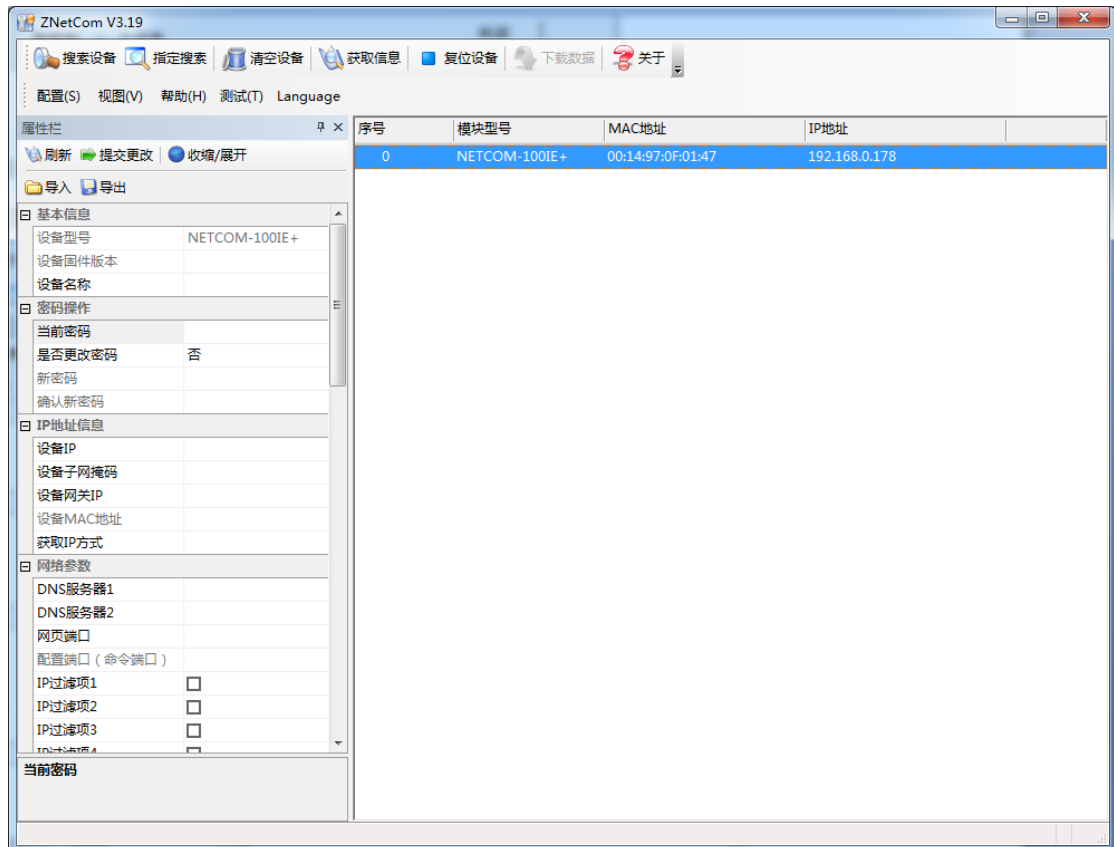 ZNetCom V3.19
搜索设备 指定搜索 清空设备 获取信息 复位设备 下载数据 关于
配置(S) 视图(V) 帮助(H) 测试(T) Language
属性栏
刷新 提交更改 收缩/展开
导入 导出
基本信息
设备型号 NETCOM-100IE+
设备固件版本
设备名称
密码操作
当前密码
是否更改密码 否
新密码
确认新密码
IP地址信息
设备IP
设备子网掩码
设备网关IP
设备MAC地址
获取IP方式
网络参数
DNS服务器1
DNS服务器2
网页端口
配置端口（命令端口）
IP过滤项1
IP过滤项2
IP过滤项3
IP过滤项4
当前密码
序号 模块型号 MAC地址 IP地址
0 NETCOM-100IE+ 00:14:97:0F:01:47 192.168.0.178